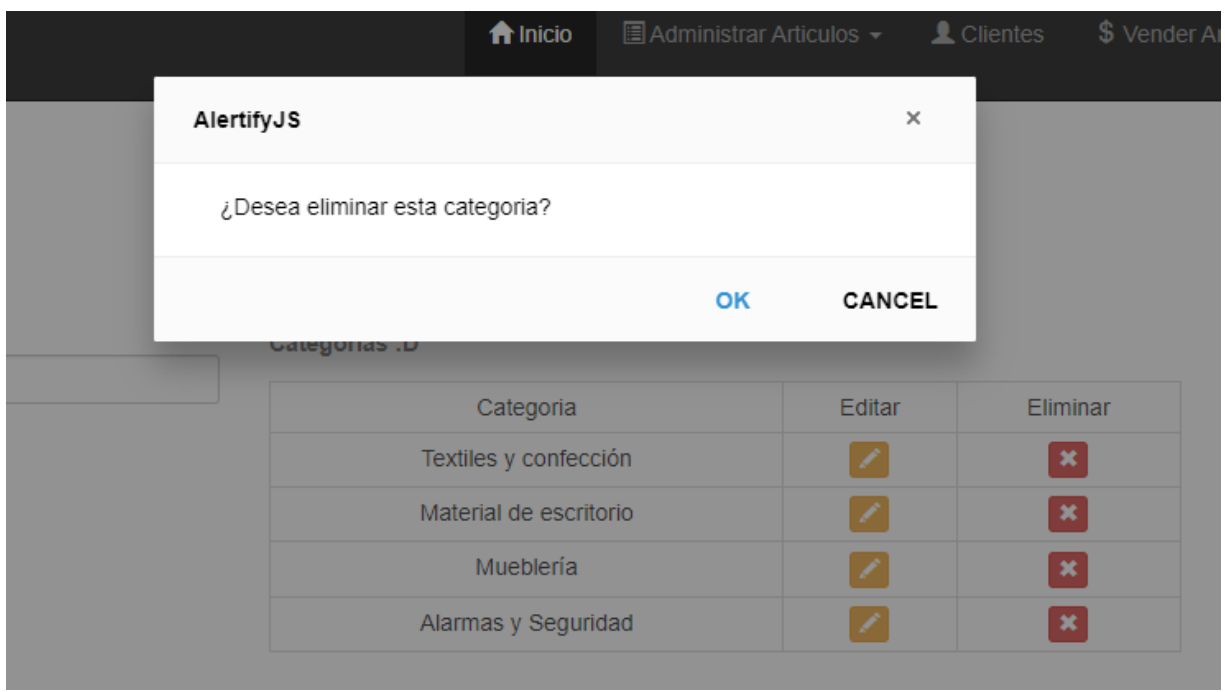 Inicio Administrar Articulos Clientes $ Vender
AlertifyJS ×
¿Desea eliminar esta categoria?
OK CANCEL
Categorias :D
Categoria Editar Eliminar
Textiles y confección
Material de escritorio
Mueblería
Alarmas y Seguridad